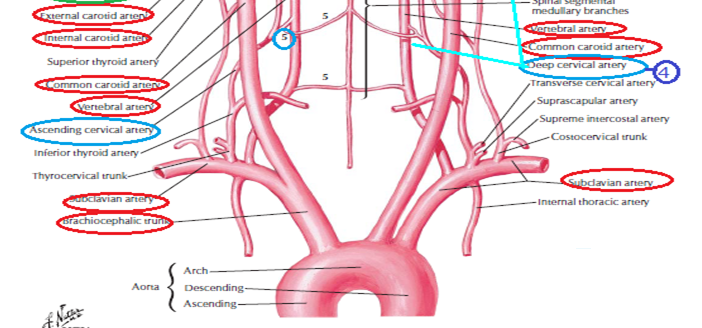 Spinal segmental
medullary branches
External carotid artery
Internal carotid artery
Superior thyroid artery
Common carotid artery
Vertebral artery
Ascending cervical artery
Inferior thyroid artery
Thyrocervical trunk
Subclavian artery
Brachiocephalic trunk
5
5
5
Vertebral artery
Common carotid artery
Deep cervical artery
4
Transverse cervical artery
Suprascapular artery
Supreme intercostal artery
Costocervical trunk
Subclavian artery
Internal thoracic artery
Aorta
Arch
Descending
Ascending